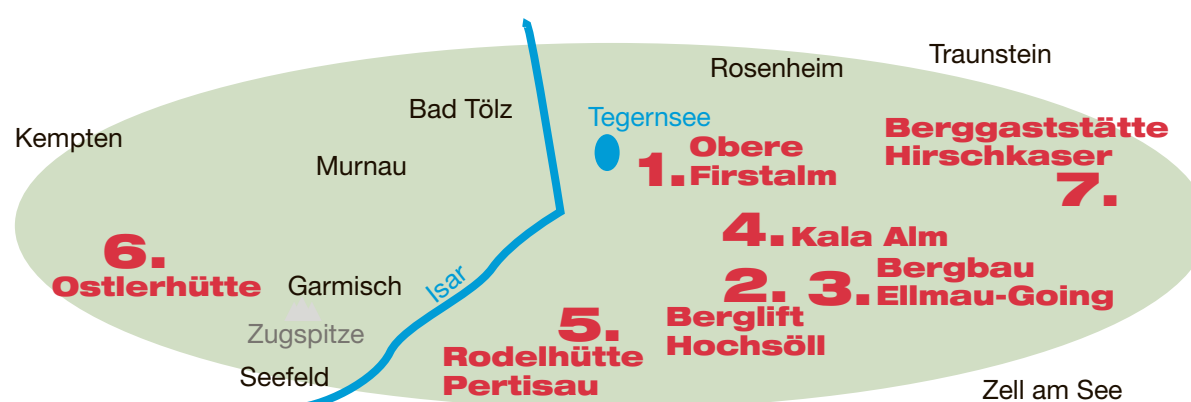 Traunstein
Rosenheim
Bad Tölz
Tegernsee
Kempten
Murnau
1. Obere
Firstalm
Berggaststätte
Hirschkaser
7.
4. Kala Alm
6.
Ostlerhütte
Garmisch
Isar
Zugspitze
Seefeld
2.
Berglift
Hochsöll
3. Bergbau
Ellmau-Going
5.
Rodelhütte
Pertisau
Zell am See